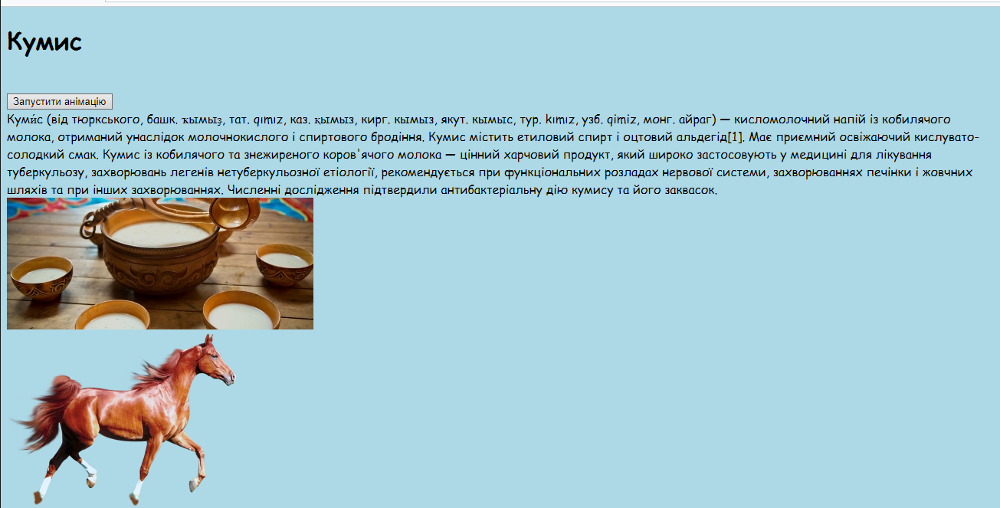 Кумис
Запустити анімацію
Куми́с (від тюркського, башк. ҡымыҙ, тат. qımız, каз. қымыз, кирг. кымыз, якут. кымыс, тур. kımız, узб. qimiz, монг. айраг) — кисломолочний напій із кобилячого
молока, отриманий унаслідок молочнокислого і спиртового бродіння. Кумис містить етиловий спирт і оцтовий альдегід[1]. Має приємний освіжаючий кислувато-
солодкий смак. Кумис із кобилячого та знежиреного коров'ячого молока — цінний харчовий продукт, який широко застосовують у медицині для лікування
туберкульозу, захворювань легенів нетуберкульозної етіології, рекомендується при функціональних розладах нервової системи, захворюваннях печінки і жовчних
шляхів та при інших захворюваннях. Численні дослідження підтвердили антибактеріальну дію кумису та його заквасок.